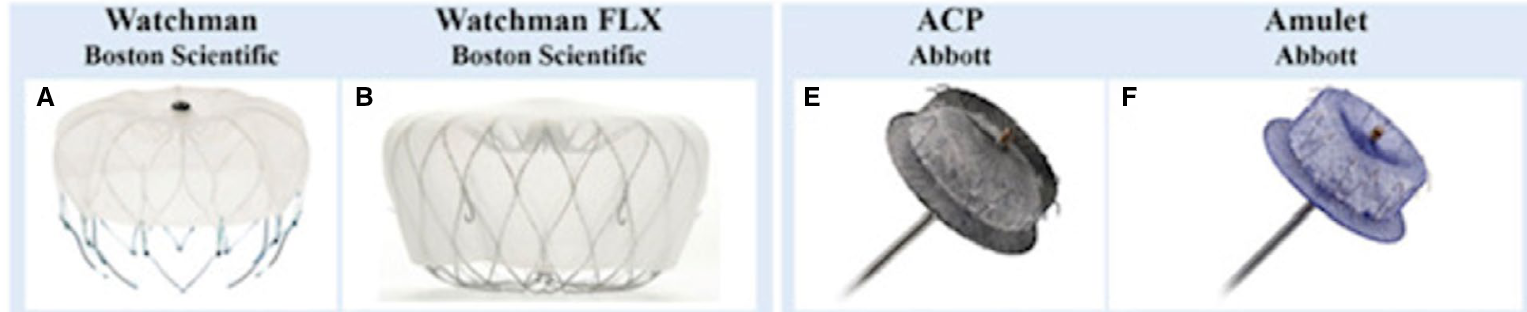 Watchman
Boston Scientific
Watchman FLX
Boston Scientific
ACP
Abbott
Amulet
Abbott
A
B
E
F